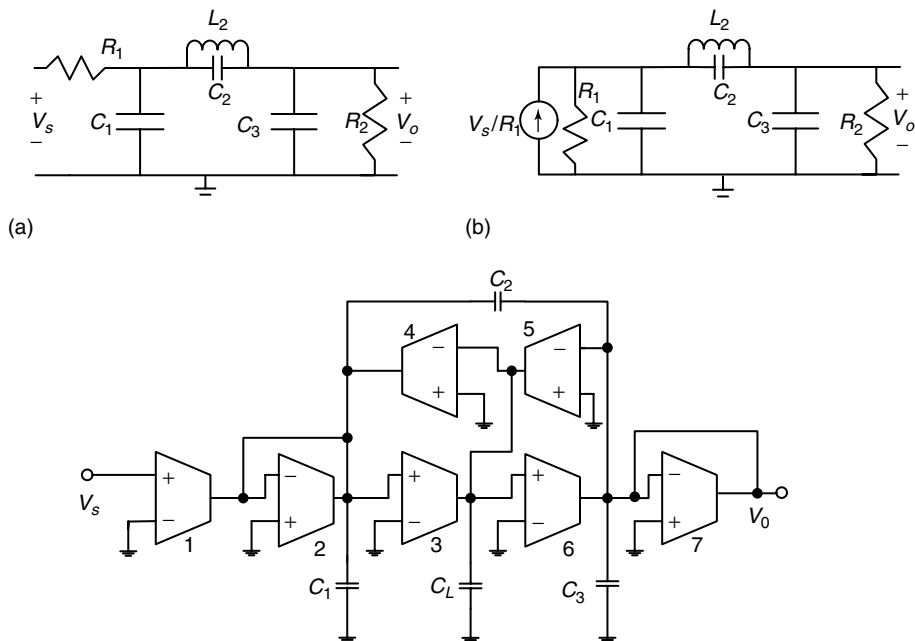 L2
R1
C2
+
Vs
−
C1
C3
R2
+
Vo
−
(a)
L2
C2
Vs/R1
R1
C1
C3
R2
+
Vo
−
(b)
C2
4
−
+
5
−
+
Vs
+
−
1
−
+
2
+
−
3
+
−
6
−
+
7
V0
C1
CL
C3